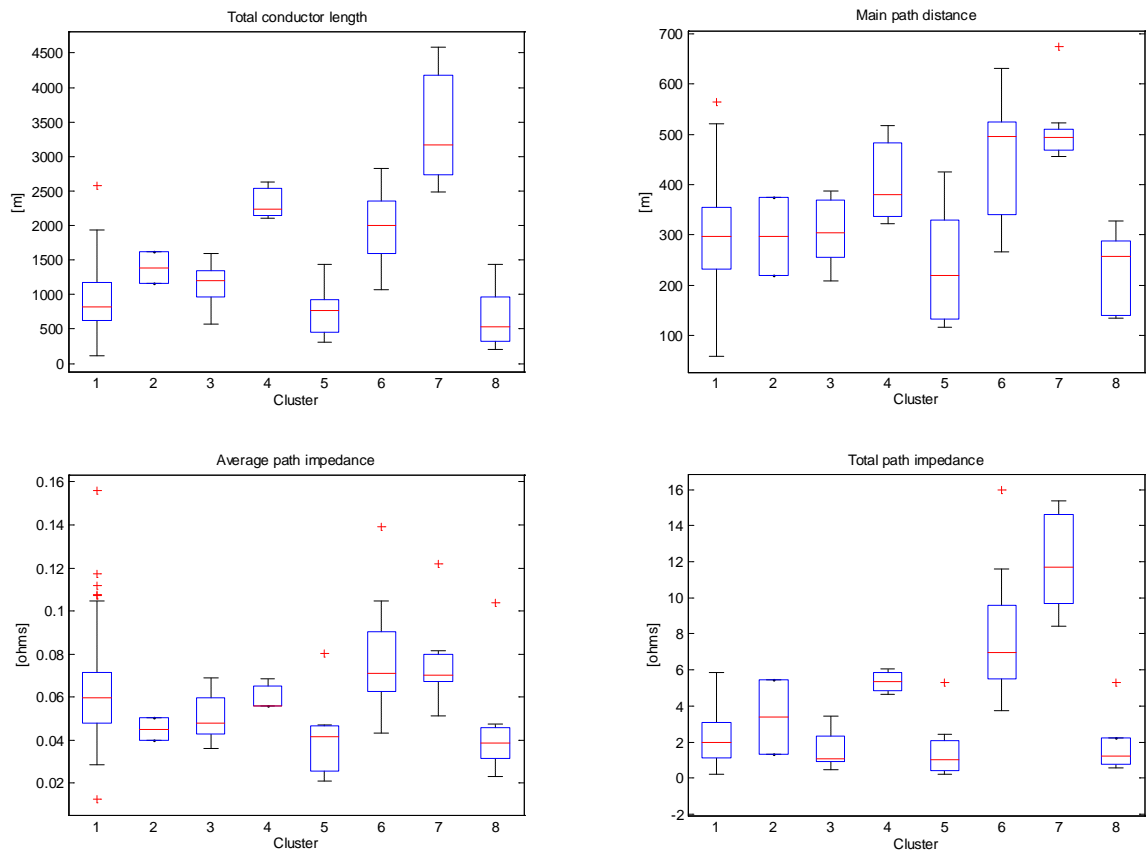 Total conductor length
4500
4000
3500
3000
[m]
2500
2000
1500
1000
500
0
1 2 3 4 5 6 7 8
Cluster
Main path distance
700
600
500
400
[m]
300
200
100
1 2 3 4 5 6 7 8
Cluster
Average path impedance
0.16
0.14
0.12
0.1
[ohms]
0.08
0.06
0.04
0.02
1 2 3 4 5 6 7 8
Cluster
Total path impedance
16
14
12
10
8
[ohms]
6
4
2
0
-2
1 2 3 4 5 6 7 8
Cluster